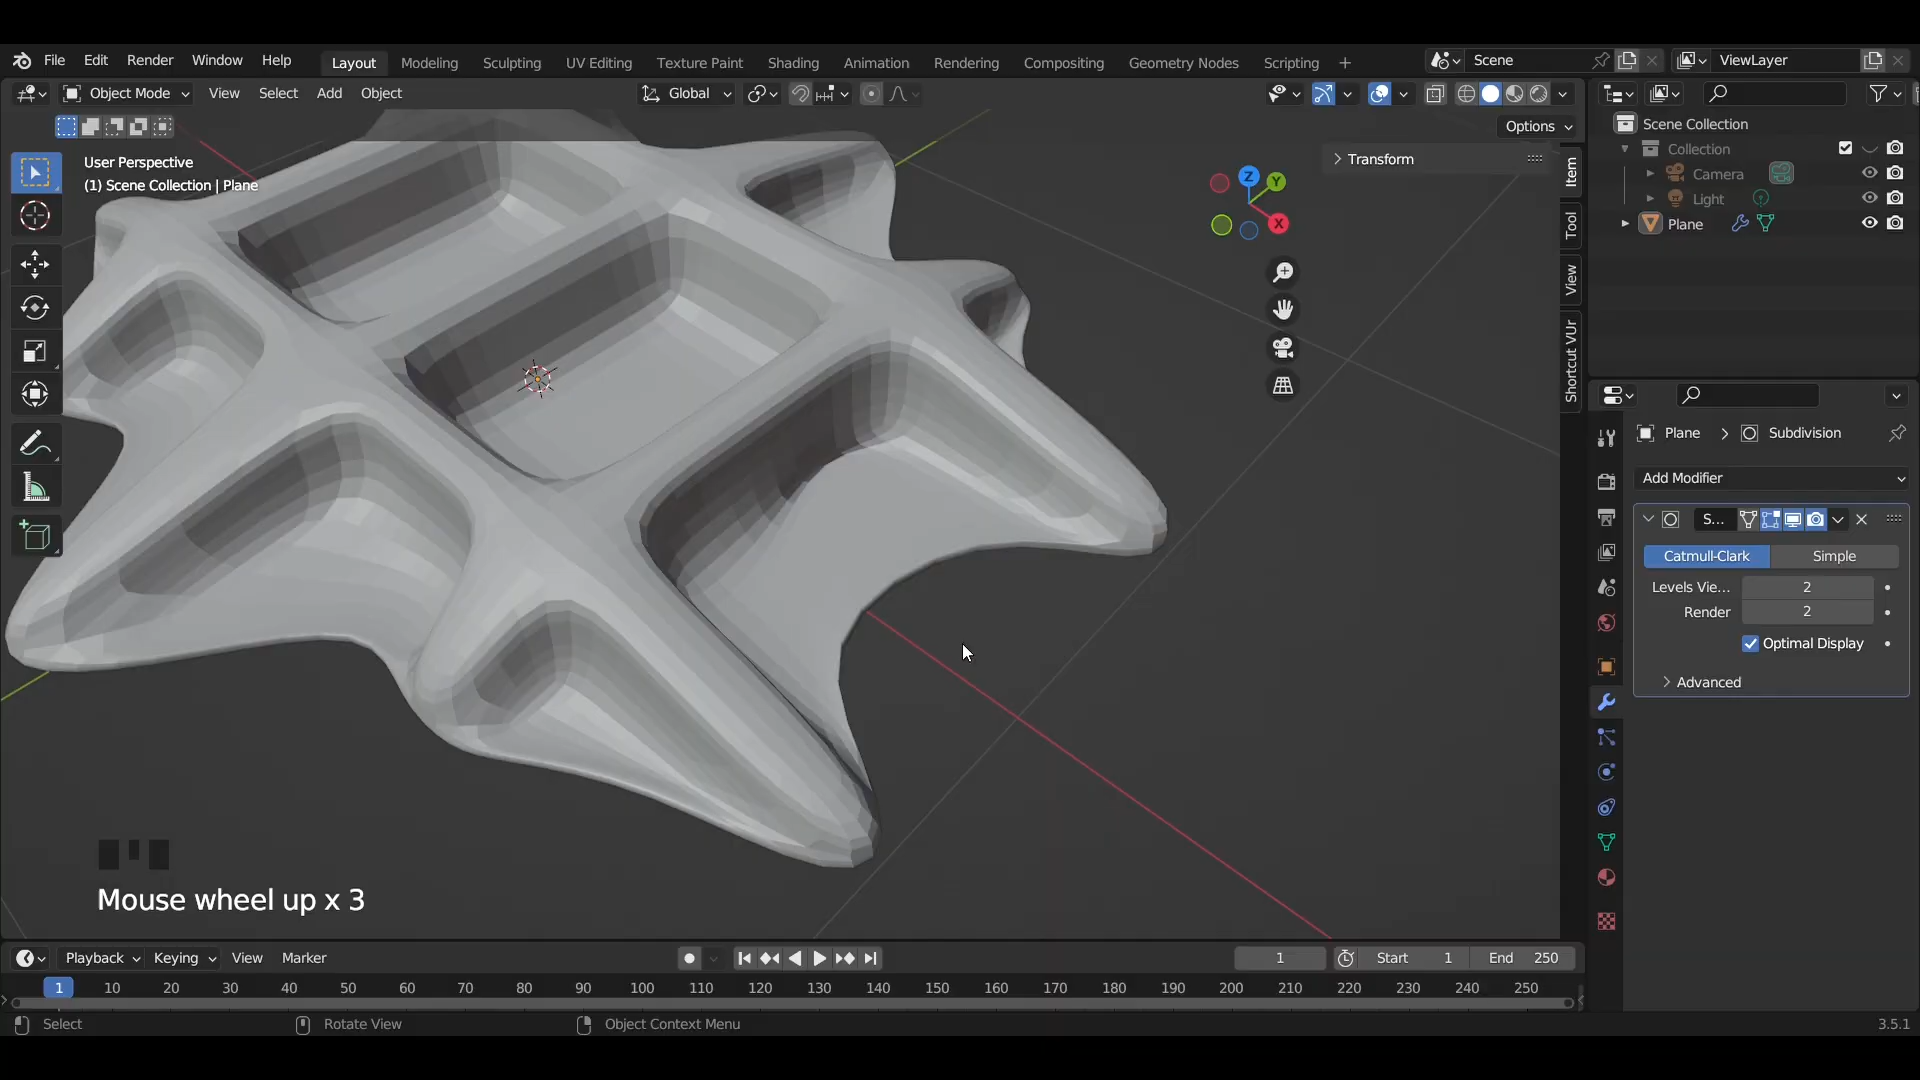 File Edit Render Window Help Layout Modeling Sculpting UV Editing Texture Paint Shading Animation Rendering Compositing Geometry Nodes Scripting + Scene ViewLayer
Object Mode View Select Add Object Global
Options
User Perspective
(1) Scene Collection | Plane
Transform
Z
Y
X
Item
Tool
View
Shortcut VUr
Scene Collection
Collection
Camera
Light
Plane
Plane > Subdivision
Add Modifier
S...
Catmull-Clark Simple
Levels Vie... 2
Render 2
Optimal Display
Advanced
Mouse wheel up x 3
Playback Keying View Marker 1 Start 1 End 250
1 10 20 30 40 50 60 70 80 90 100 110 120 130 140 150 160 170 180 190 200 210 220 230 240 250
Select Rotate View Object Context Menu 3.5.1